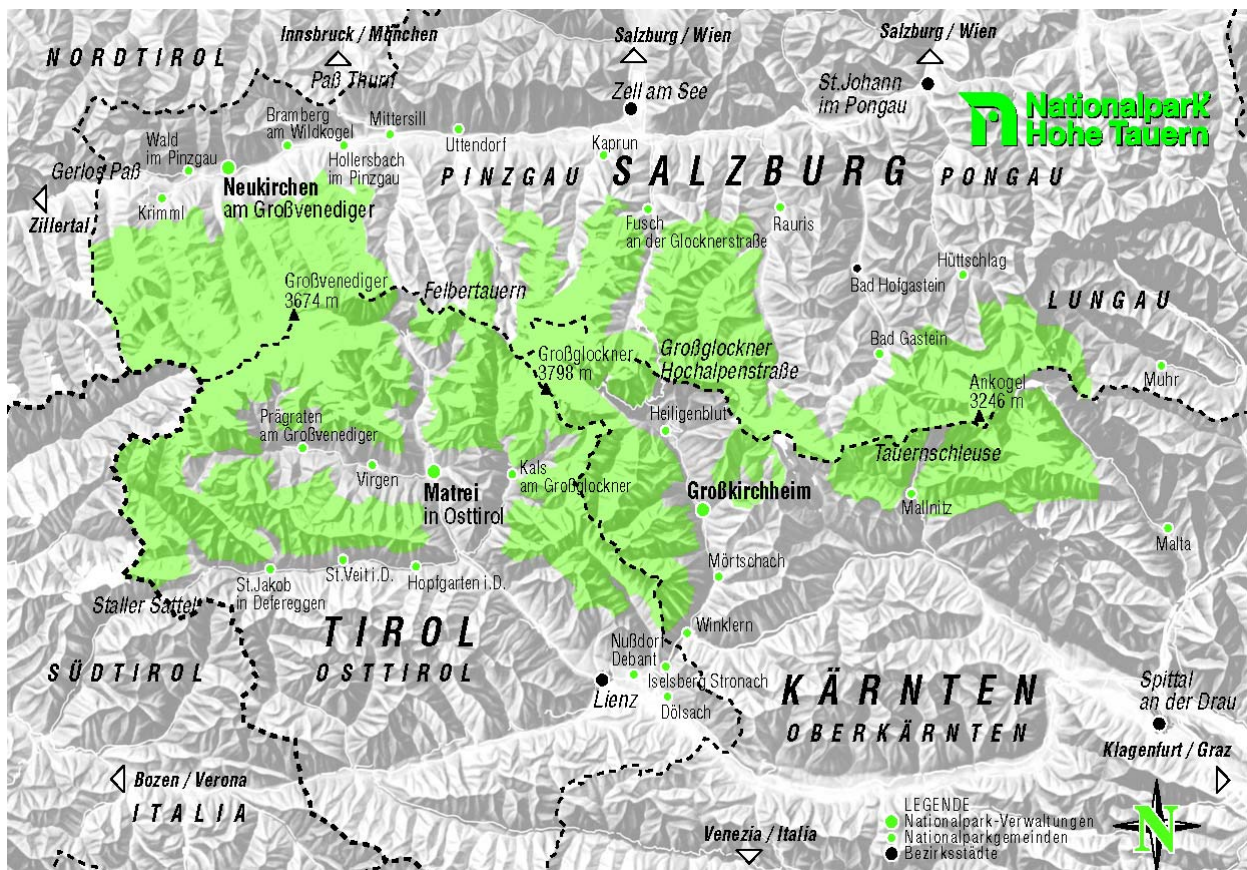 Innsbruck / München
Salzburg / Wien
Salzburg / Wien
NORDTIROL
Paß Thurn
Zell am See
St.Johann
im Pongau
Nationalpark
Hohe Tauern
Bramberg
am Wildkogel
Mittersill
Uttendorf
Wald
im Pinzgau
Hollersbach
im Pinzgau
Kaprun
Gerlos Paß
Neukirchen
am Großvenediger
PINZGAU
SALZBURG
PONGAU
Zillertal
Krimml
Fusch
an der Glocknerstraße
Rauris
Großvenediger
3674 m
Felbertauern
Bad Hofgastein
Hüttschlag
LUNGAU
Großglockner
3798 m
Großglockner
Hochalpenstraße
Bad Gastein
Ankogel
3246 m
Muhr
Prägraten
am Großvenediger
Heiligenblut
Tauernschleuse
Virgen
Matrei
in Osttirol
Kals
am Großglockner
Großkirchheim
Mallnitz
Malta
St.Jakob
in Defereggen
St.Veit i.D.
Hopfgarten i.D.
Mörtschach
Staller Sattel
TIROL
OSTTIROL
Winklern
SÜDTIROL
Nußdorf
Debant
Iselsberg Stronach
Lienz
Dölsach
KÄRNTEN
OBERKÄRNTEN
Spittal
an der Drau
Klagenfurt / Graz
Bozen / Verona
ITALIA
Venezia / Italia
LEGENDE
Nationalpark-Verwaltungen
Nationalparkgemeinden
Bezirksstädte
N